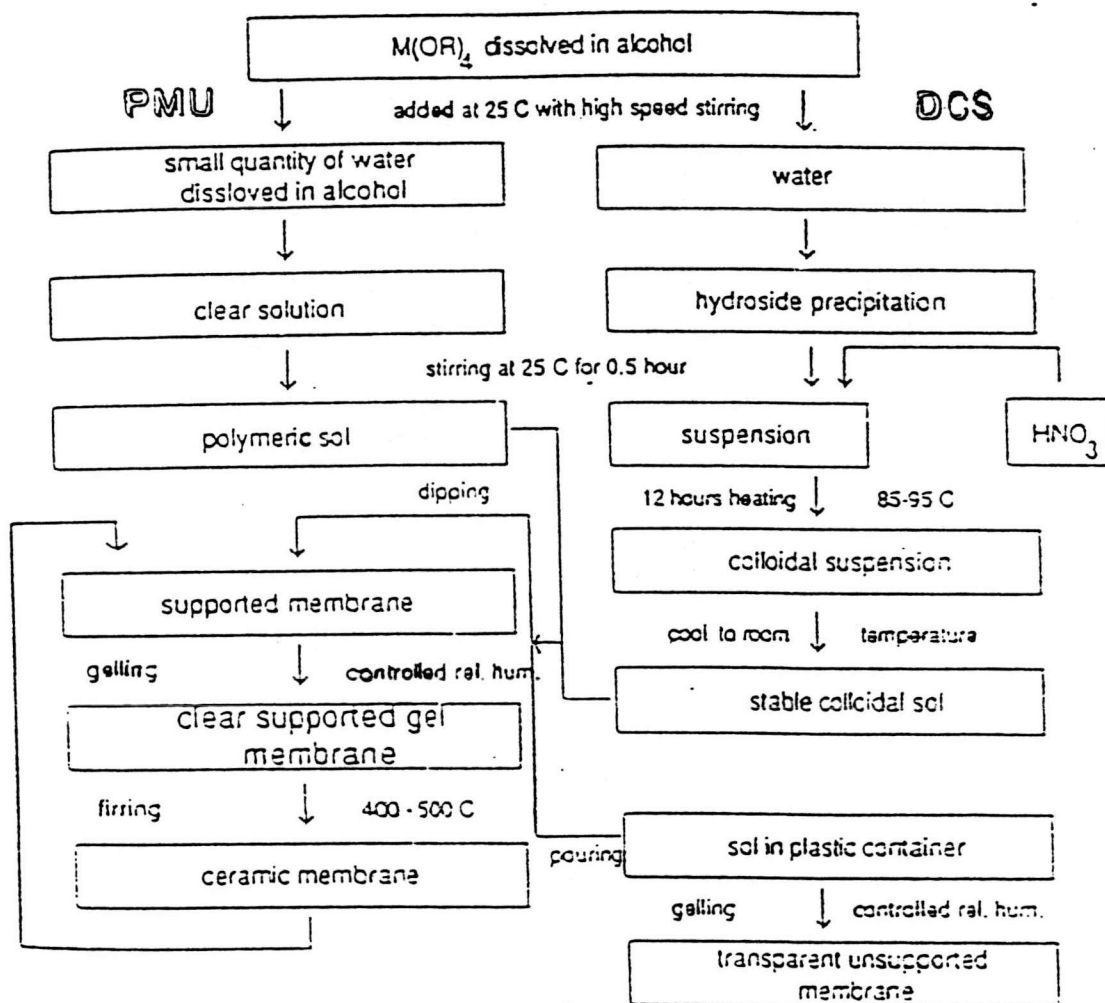 M(OR)4 dissolved in alcohol
PMU
added at 25 C with high speed stirring
DCS
small quantity of water
dissloved in alcohol
water
clear solution
hydroside precipitation
stirring at 25 C for 0.5 hour
polymeric sol
suspension
HNO3
dipping
12 hours heating
85-95 C
colloidal suspension
supported membrane
cool to room
temperature
gelling
controlled rel. hum.
stable colloidal sol
clear supported gel
membrane
firring
400 - 500 C
pouring
sol in plastic container
ceramic membrane
gelling
controlled rel. hum.
transparent unsupported
membrane